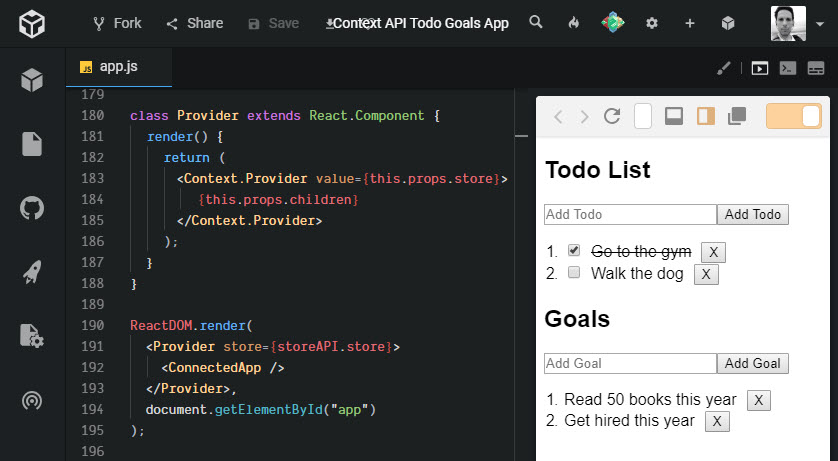 Fork
Share
Save
Context API Todo Goals App
JS app.js
179
180 class Provider extends React.Component {
181 render() {
182 return (
183 <Context.Provider value={this.props.store}>
184 {this.props.children}
185 </Context.Provider>
186 );
187 }
188 }
189
190 ReactDOM.render(
191 <Provider store={storeAPI.store}>
192 <ConnectedApp />
193 </Provider>,
194 document.getElementById("app")
195 );
196
Todo List
Add Todo Add Todo
1. Go to the gym X
2. Walk the dog X
Goals
Add Goal Add Goal
1. Read 50 books this year X
2. Get hired this year X